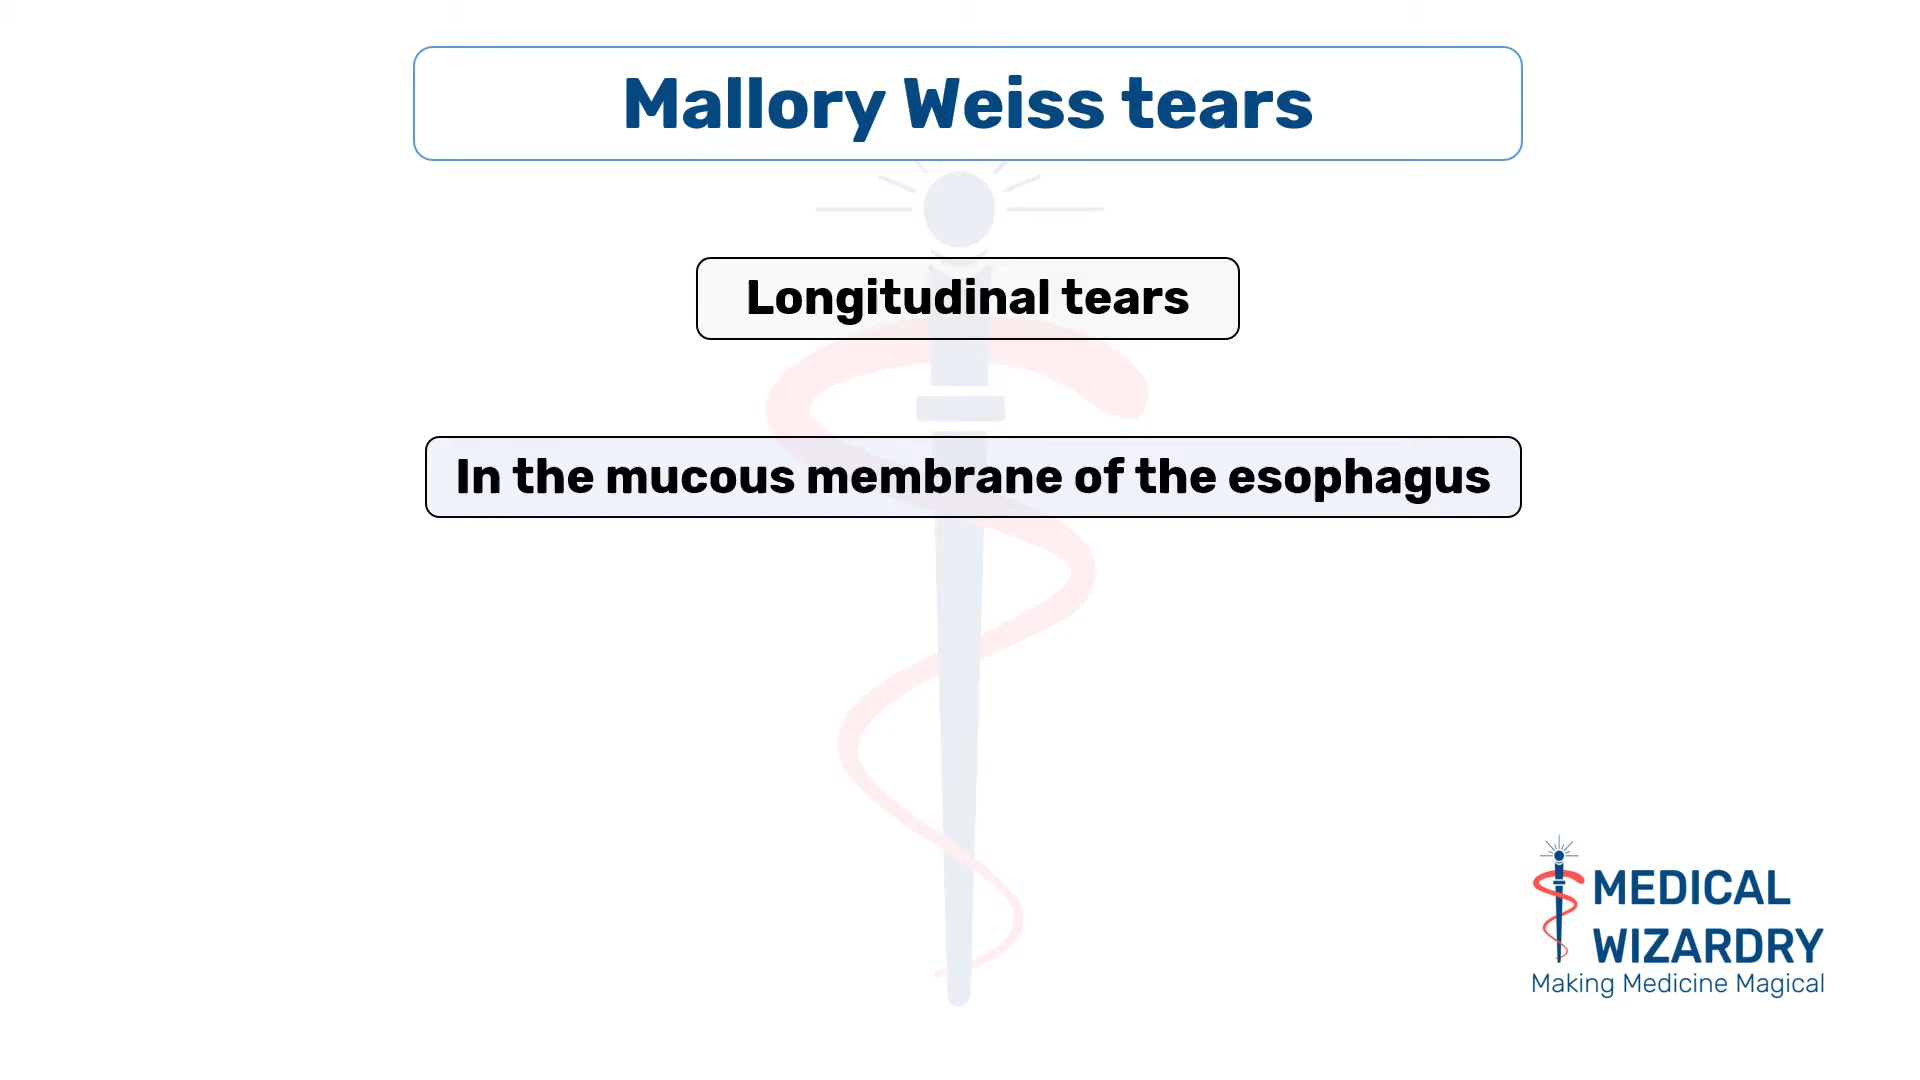 Mallory Weiss tears
Longitudinal tears
In the mucous membrane of the esophagus
MEDICAL
WIZARDRY
Making Medicine Magical